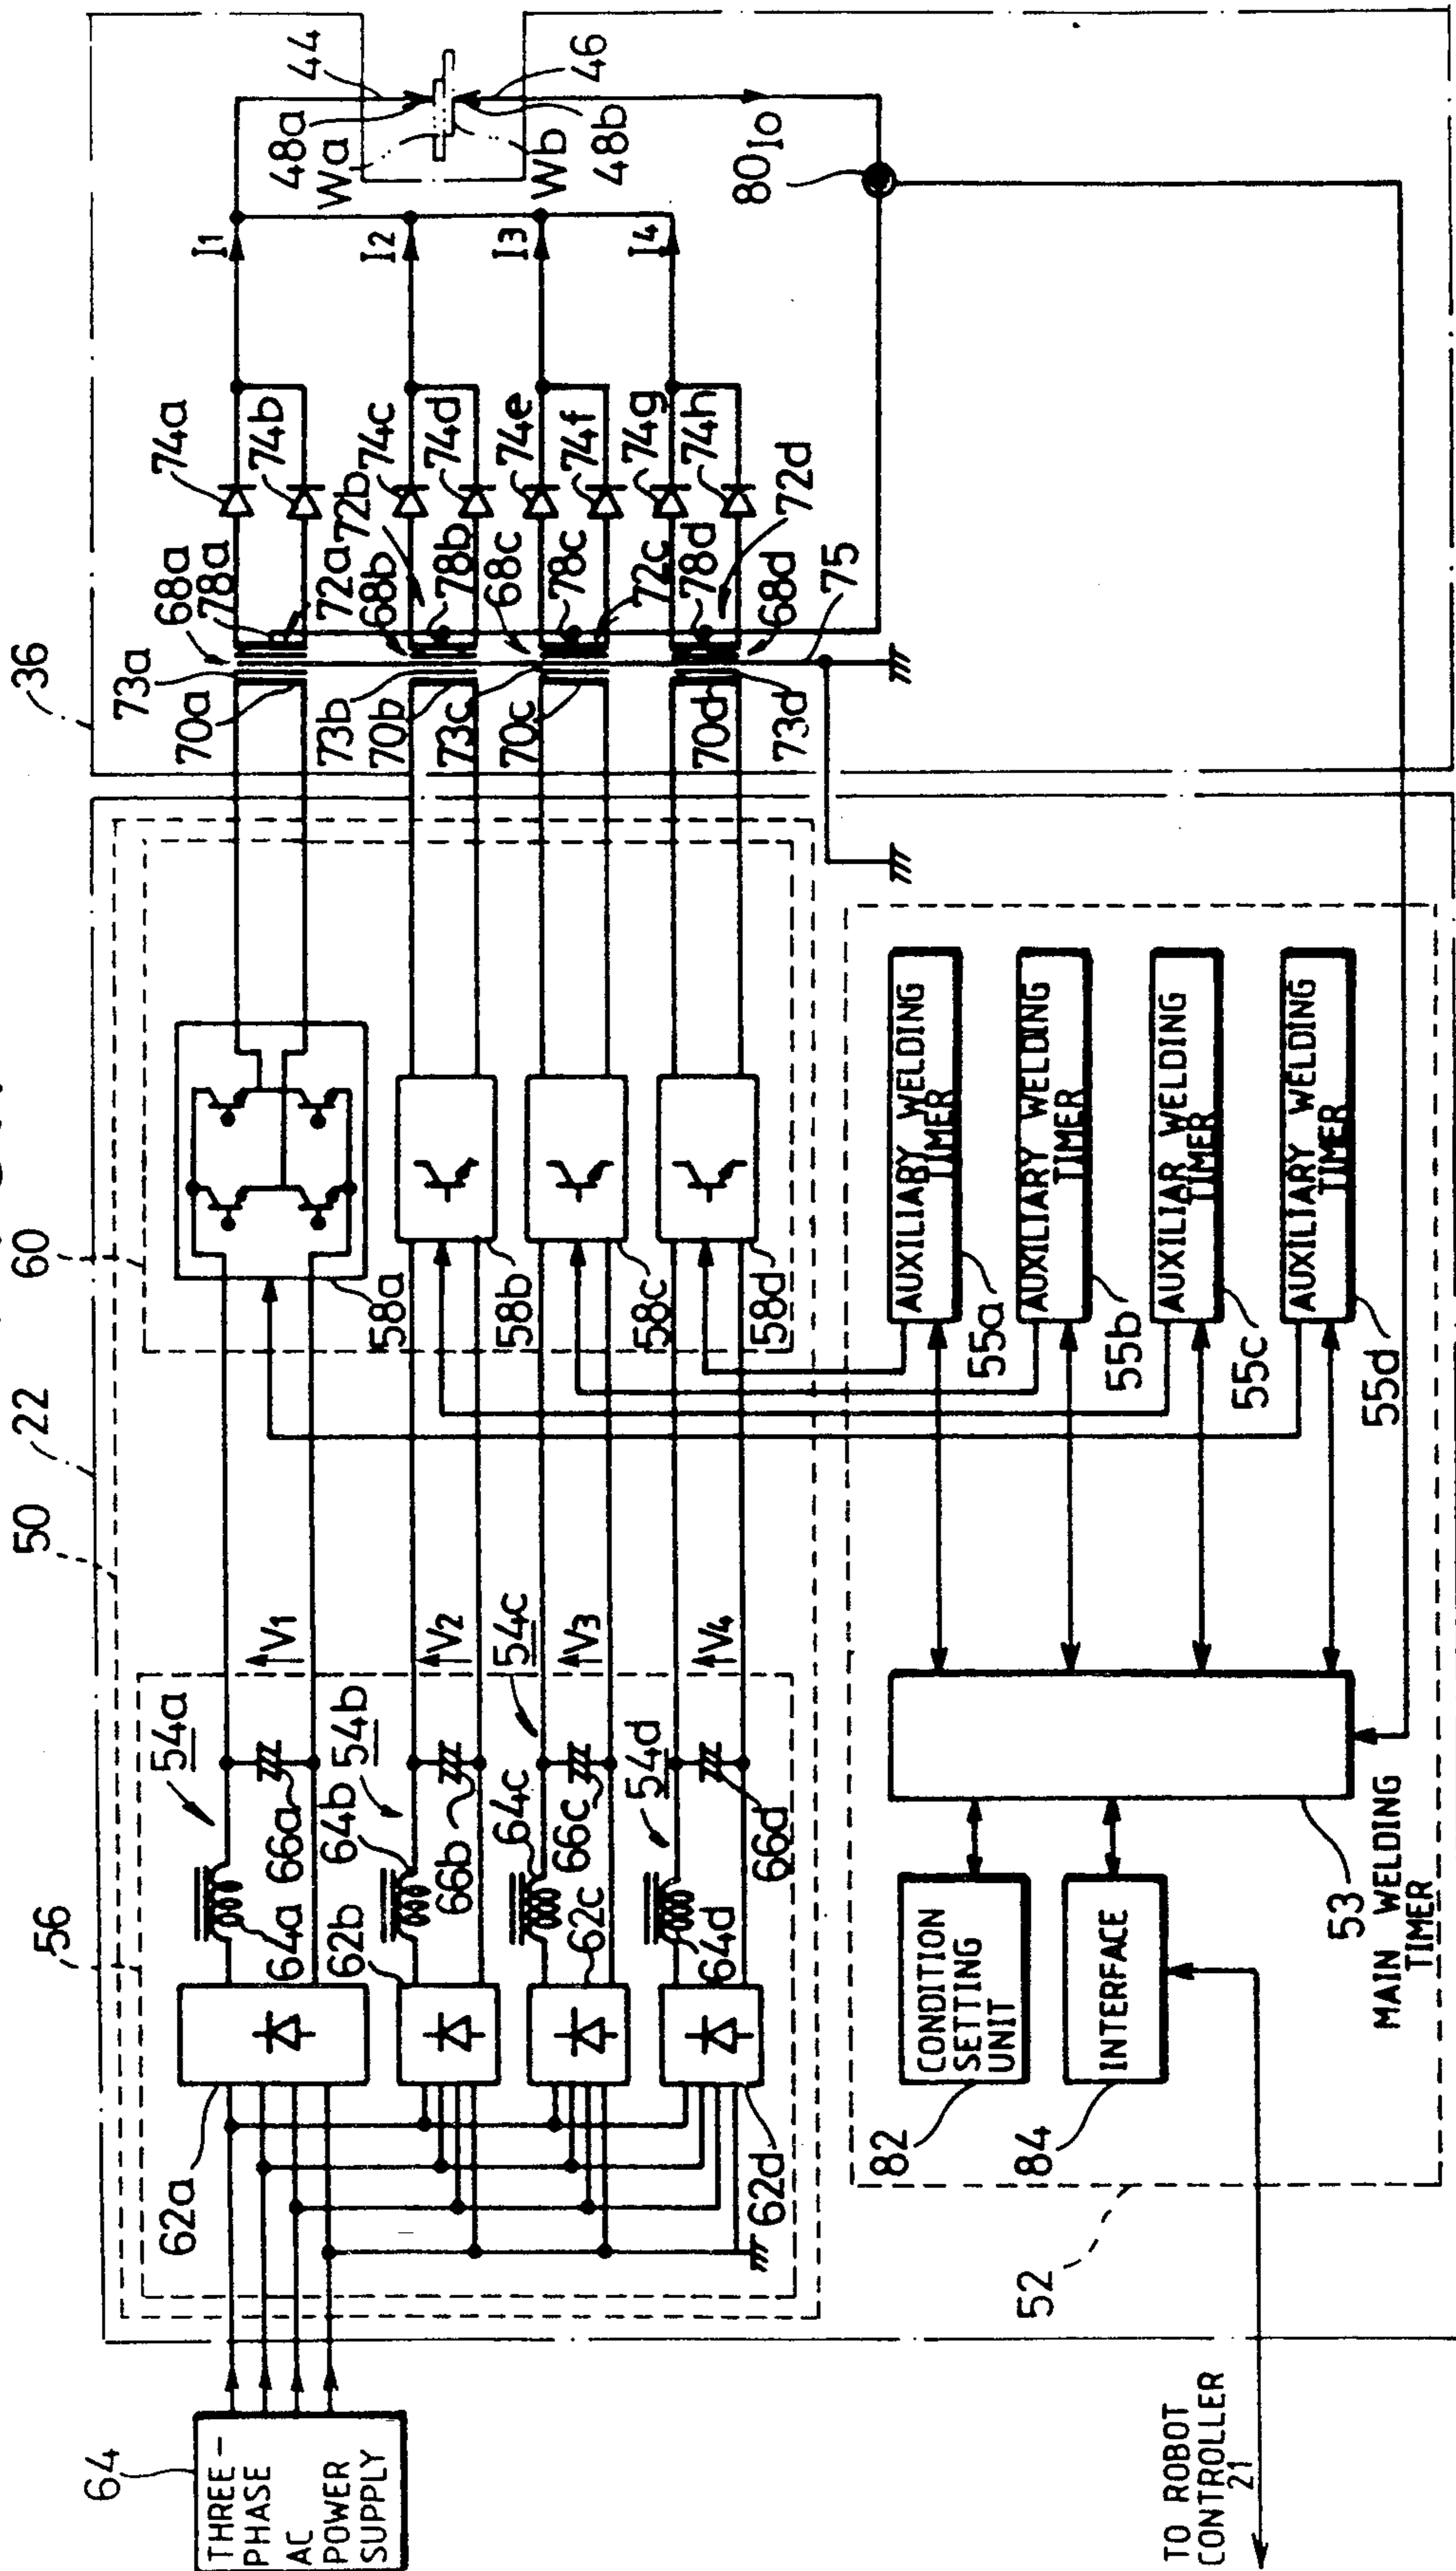 64
THREE-
PHASE
AC
POWER
SUPPLY
56
50
22
60
36
62a
64a
66a
54a
V1
58a
70a
73a
68a
78a
72a
74a
74b
I1
48a
44
Wa
62b
64b
66b
54b
V2
58b
73b
70b
68b
72b
78b
74c
74d
I2
Wb
48b
46
62c
64c
66c
54c
V3
58c
73c
70c
68c
78c
72c
74e
74f
I3
62d
64d
66d
54d
V4
58d
70d
73d
68d
78d
72d
74g
74h
I4
75
80
Io
82
CONDITION
SETTING
UNIT
84
INTERFACE
53
MAIN WELDING
TIMER
AUXILIABY WELDING
TIMER
55a
AUXILIARY WELDING
TIMER
55b
AUXILIAR WELDING
TIMER
55c
AUXILIARY WELDING
TIMER
55d
52
TO ROBOT
CONTROLLER
21